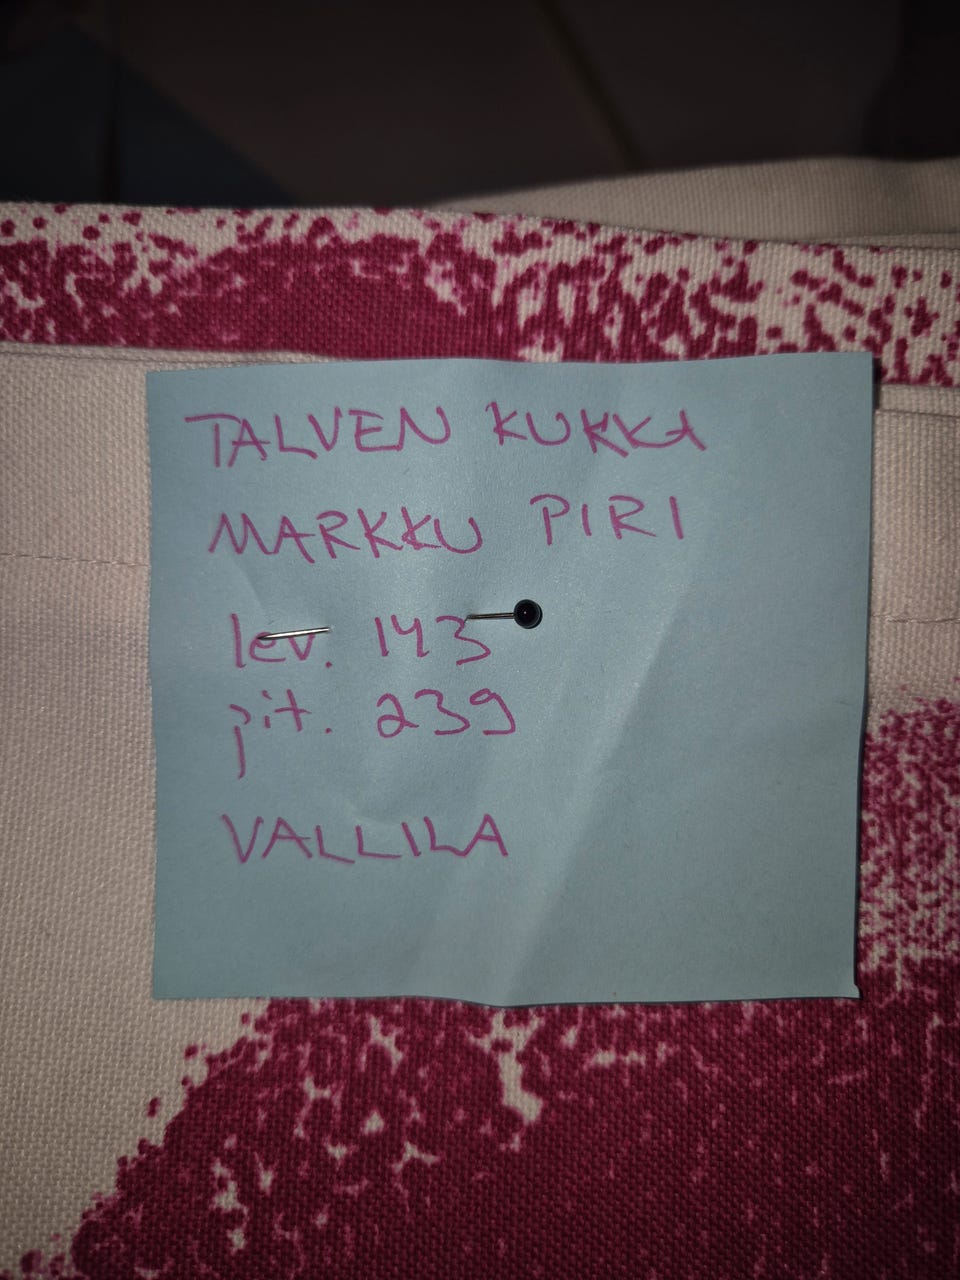 TALVEN KUKKA
MARKKU PIRI
lev. 143
pit. 239
VALLILA